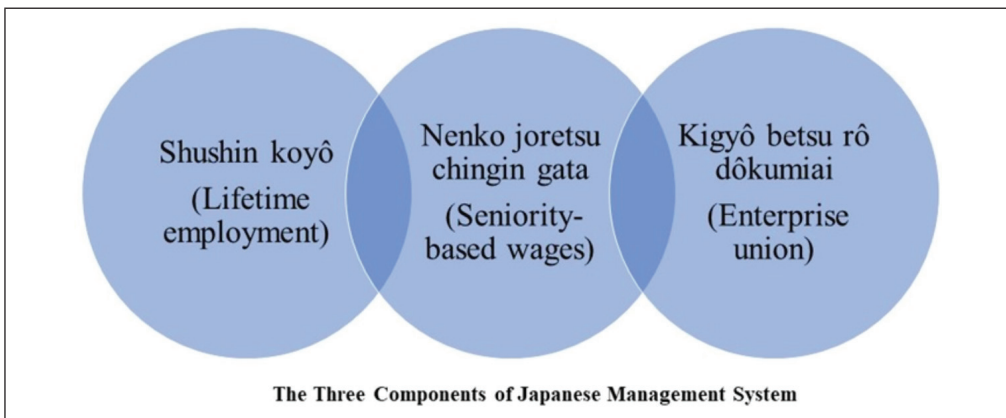 Shushin koyô
(Lifetime
employment)
Nenko joretsu
chingin gata
(Seniority-
based wages)
Kigyô betsu rô
dôkumiai
(Enterprise
union)
The Three Components of Japanese Management System